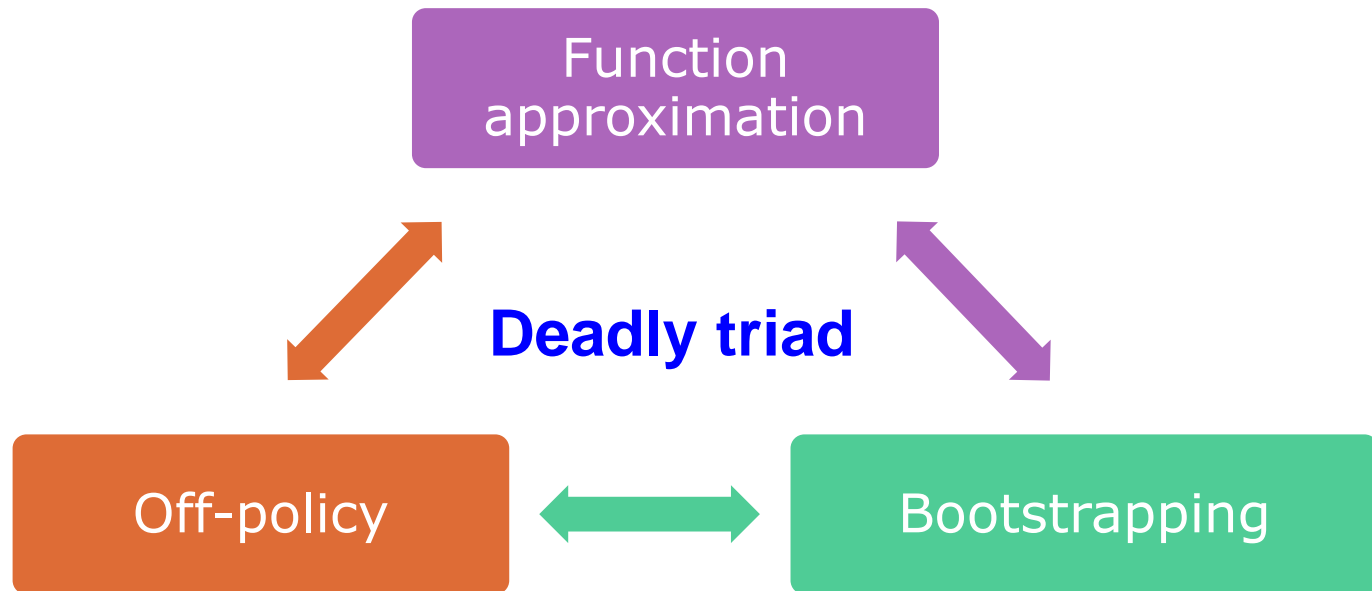 Function
approximation
Deadly triad
Off-policy
Bootstrapping